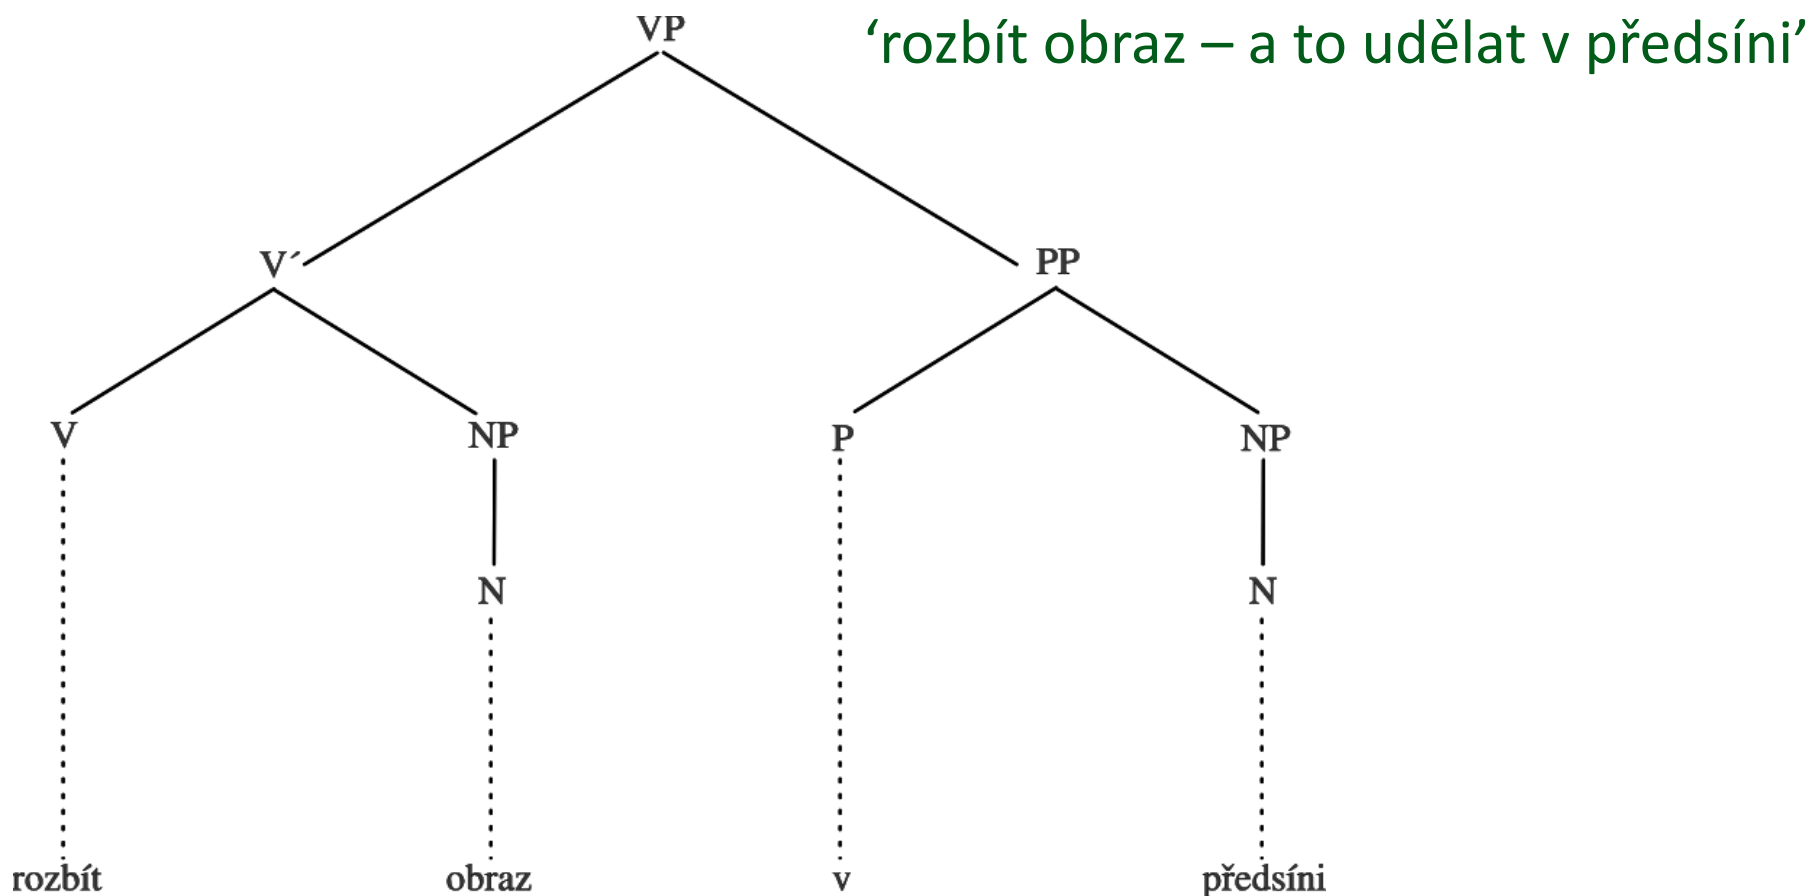 VP ‘rozbít obraz – a to udělat v předsíni’
V´ PP
V NP P NP
N N
rozbít obraz v předsíni